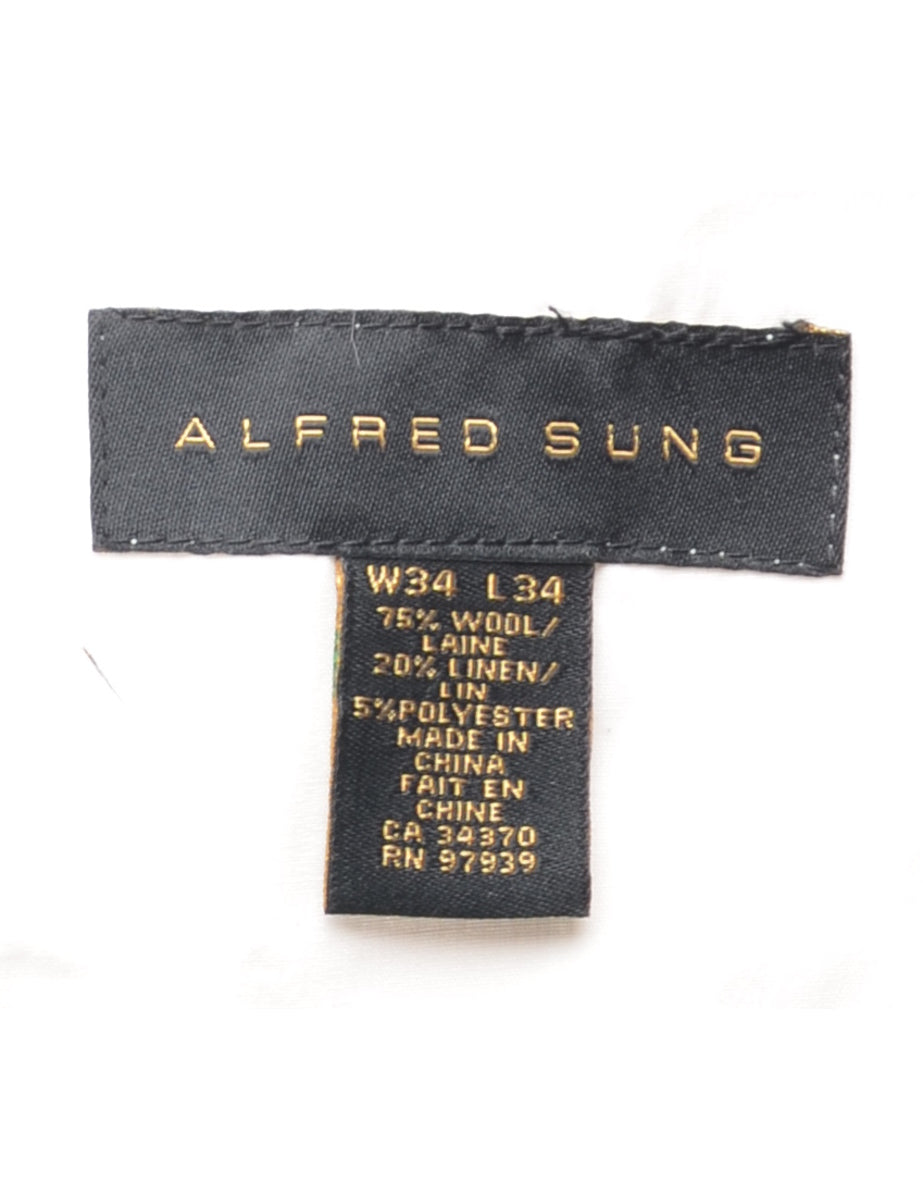 ALFRED SUNG
W34 L34
75% WOOL/
LAINE
20% LINEN/
LIN
5%POLYESTER
MADE IN
CHINA
FAIT EN
CHINE
CA 34370
RN 97939